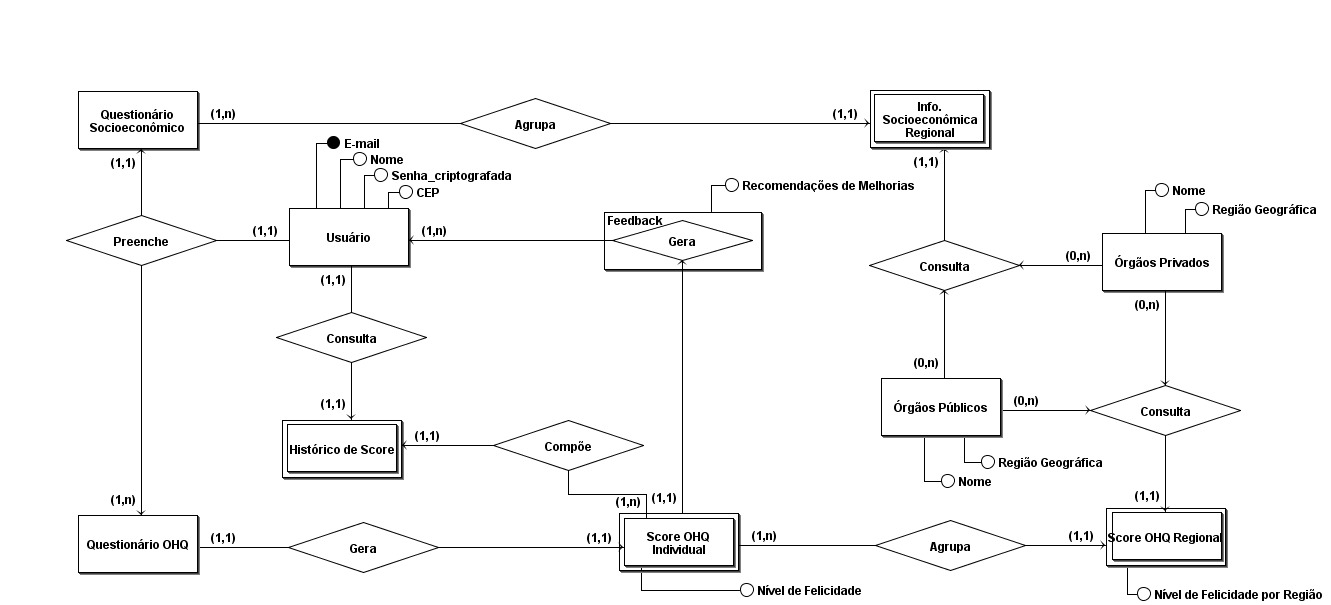 Questionário
Socioeconómico
(1,n)
Agrupa
(1,1)
Info.
Socioeconómica
Regional
(1,1)
E-mail
Nome
Senha_criptografada
CEP
(1,1)
Recomendações de Melhorias
Nome
Região Geográfica
Preenche
(1,1)
Usuário
(1,n)
Feedback
Gera
Consulta
(0,n)
Órgãos Privados
(1,1)
(0,n)
Consulta
(0,n)
(1,1)
Órgãos Públicos
(0,n)
Consulta
Histórico de Score
(1,1)
Compõe
Região Geográfica
Nome
(1,n)
(1,n)
(1,1)
(1,1)
Questionário OHQ
(1,1)
Gera
(1,1)
Score OHQ
Individual
(1,n)
Agrupa
(1,1)
Score OHQ Regional
Nível de Felicidade
Nível de Felicidade por Região